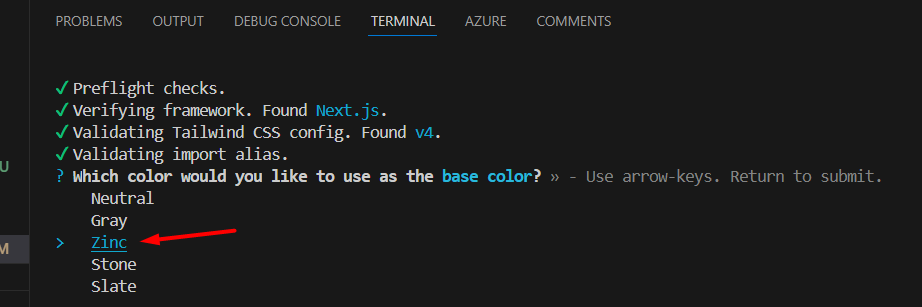 PROBLEMS OUTPUT DEBUG CONSOLE TERMINAL AZURE COMMENTS
✓ Preflight checks.
✓ Verifying framework. Found Next.js.
✓ Validating Tailwind CSS config. Found v4.
✓ Validating import alias.
U
? Which color would you like to use as the base color? » - Use arrow-keys. Return to submit.
Neutral
Gray
M
> Zinc
Stone
Slate